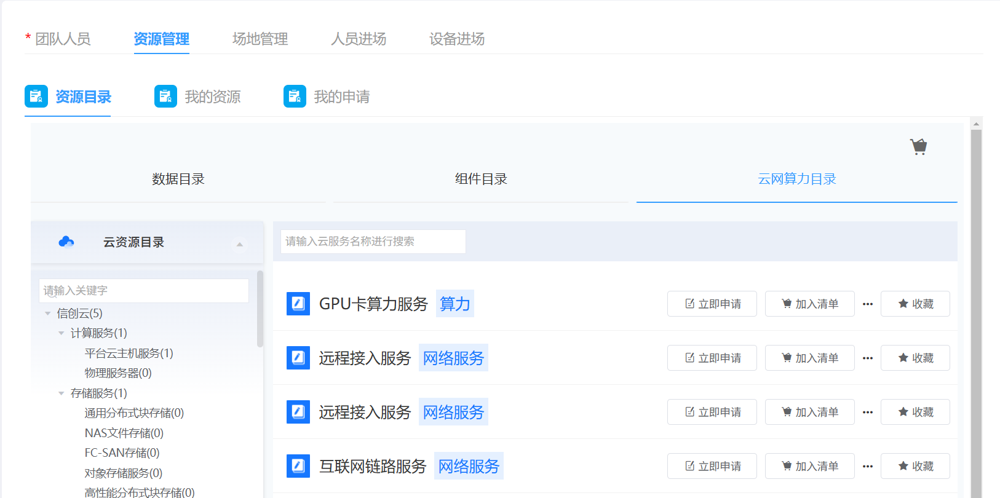 * 团队人员 资源管理 场地管理 人员进场 设备进场
资源目录 我的资源 我的申请
数据目录 组件目录 云网算力目录
云资源目录
请输入关键字
信创云(5)
计算服务(1)
平台云主机服务(1)
物理服务器(0)
存储服务(1)
通用分布式块存储(0)
NAS文件存储(0)
FC-SAN存储(0)
对象存储服务(0)
高性能分布式块存储(0)
请输入云服务名称进行搜索
GPU卡算力服务 算力 立即申请 加入清单 ••• 收藏
远程接入服务 网络服务 立即申请 加入清单 ••• 收藏
远程接入服务 网络服务 立即申请 加入清单 ••• 收藏
互联网链路服务 网络服务 立即申请 加入清单 ••• 收藏